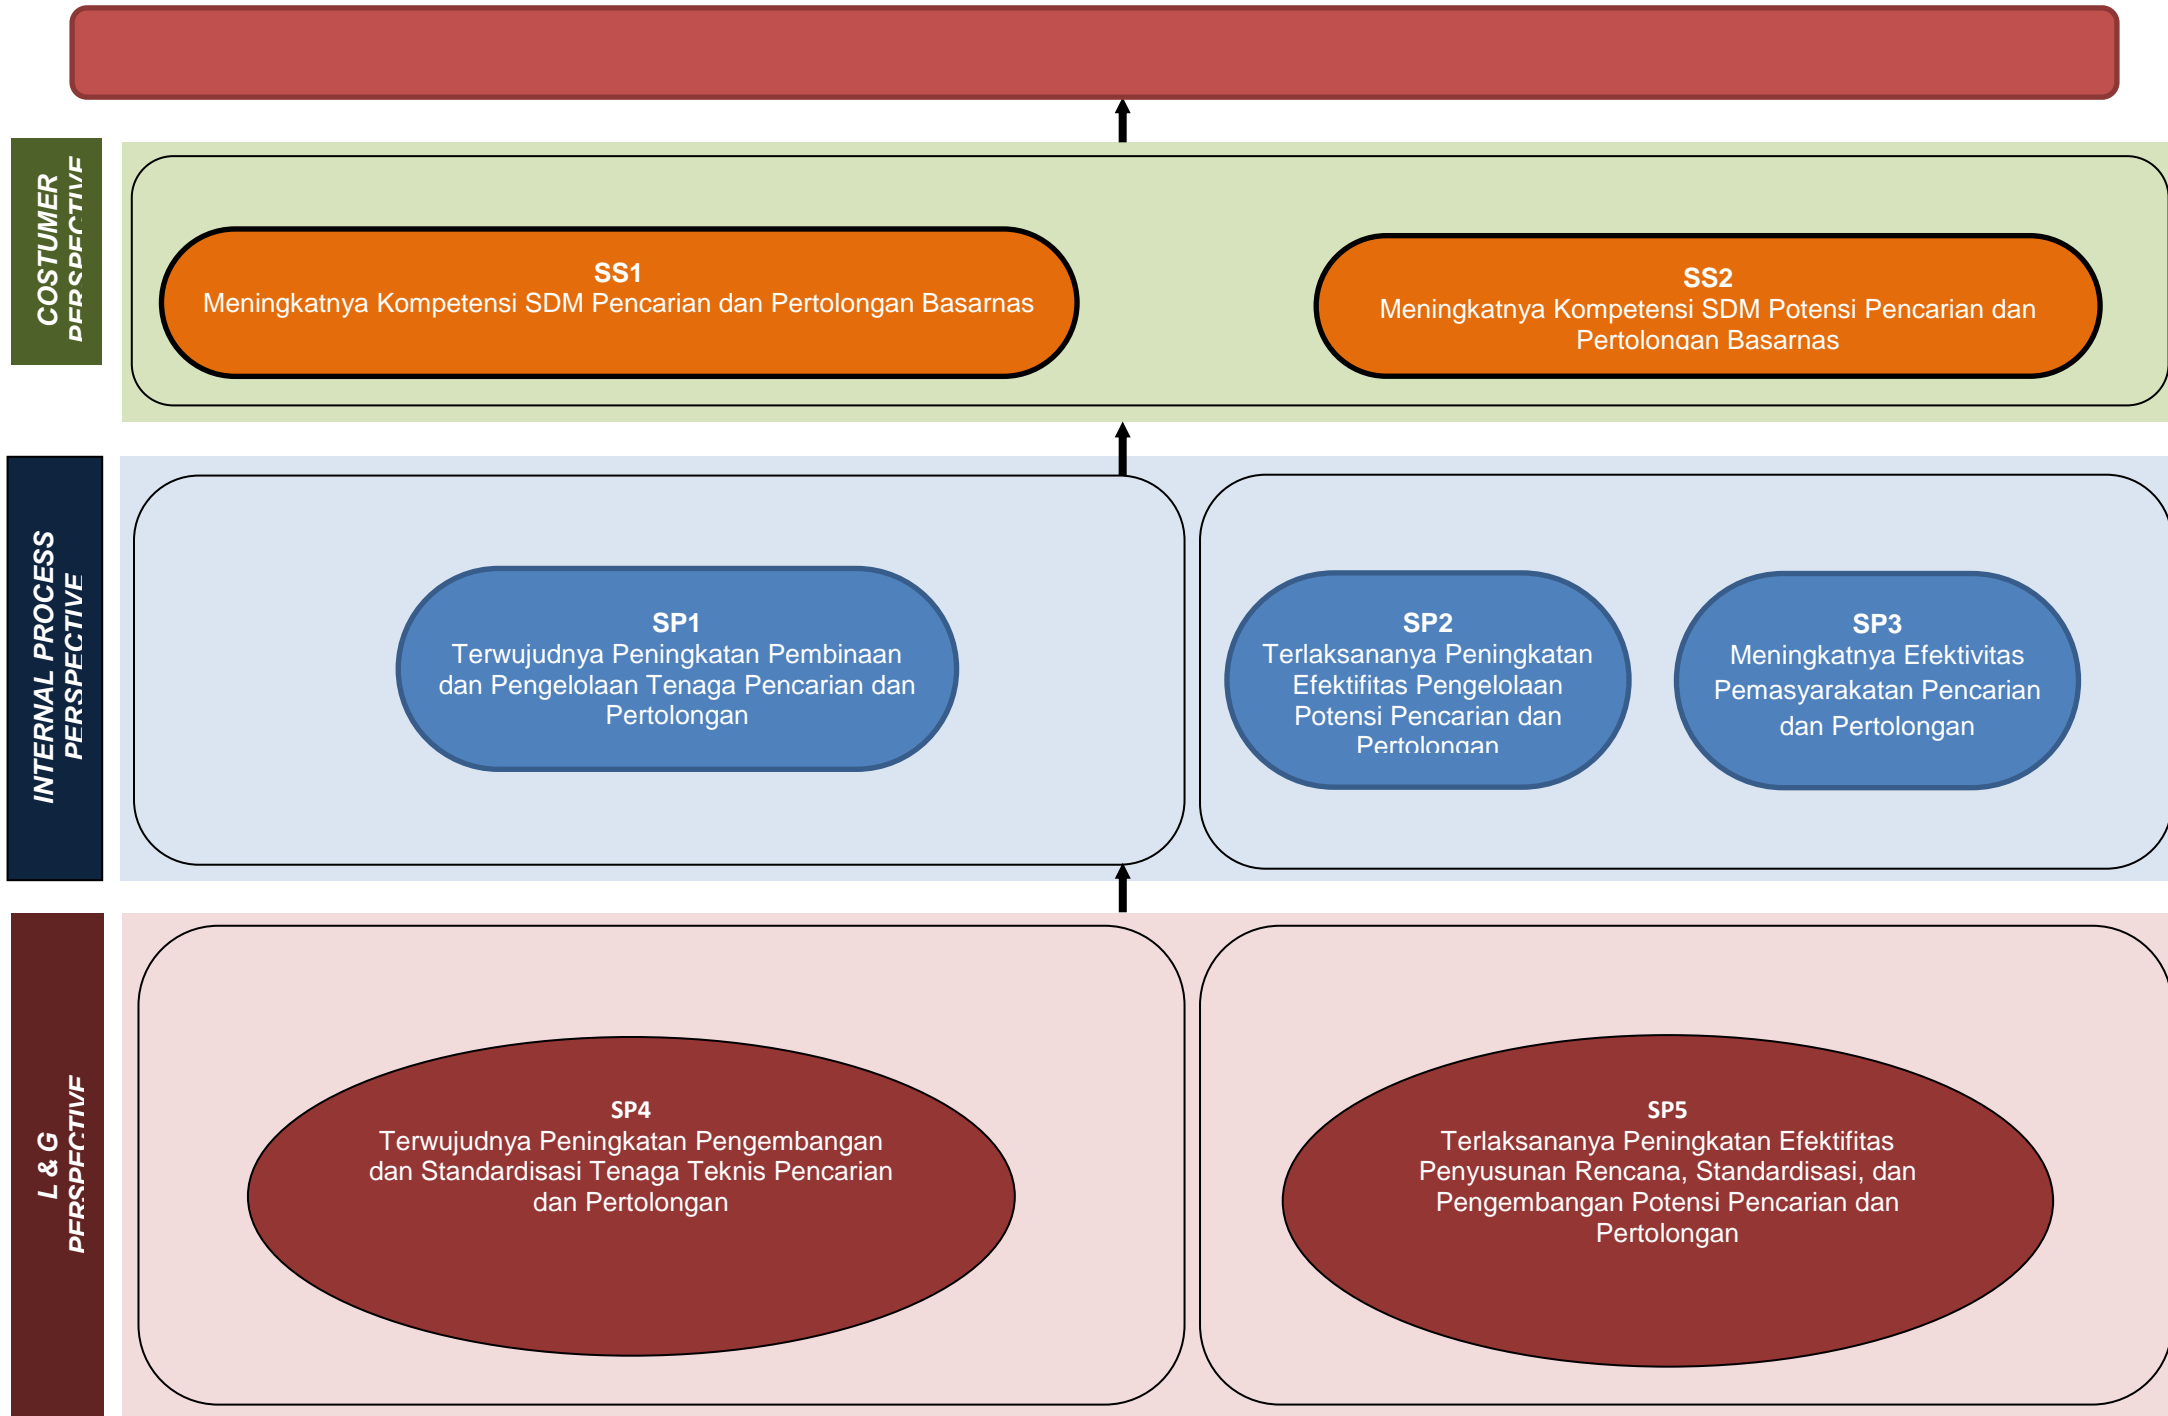 COSTUMER
PERSPECTIVE
SS1
Meningkatnya Kompetensi SDM Pencarian dan Pertolongan Basarnas
SS2
Meningkatnya Kompetensi SDM Potensi Pencarian dan
Pertolongan Basarnas
INTERNAL PROCESS
PERSPECTIVE
SP1
Terwujudnya Peningkatan Pembinaan
dan Pengelolaan Tenaga Pencarian dan
Pertolongan
SP2
Terlaksananya Peningkatan
Efektifitas Pengelolaan
Potensi Pencarian dan
Pertolongan
SP3
Meningkatnya Efektivitas
Pemasyarakatan Pencarian
dan Pertolongan
L & G
PERSPECTIVE
SP4
Terwujudnya Peningkatan Pengembangan
dan Standardisasi Tenaga Teknis Pencarian
dan Pertolongan
SP5
Terlaksananya Peningkatan Efektifitas
Penyusunan Rencana, Standardisasi, dan
Pengembangan Potensi Pencarian dan
Pertolongan